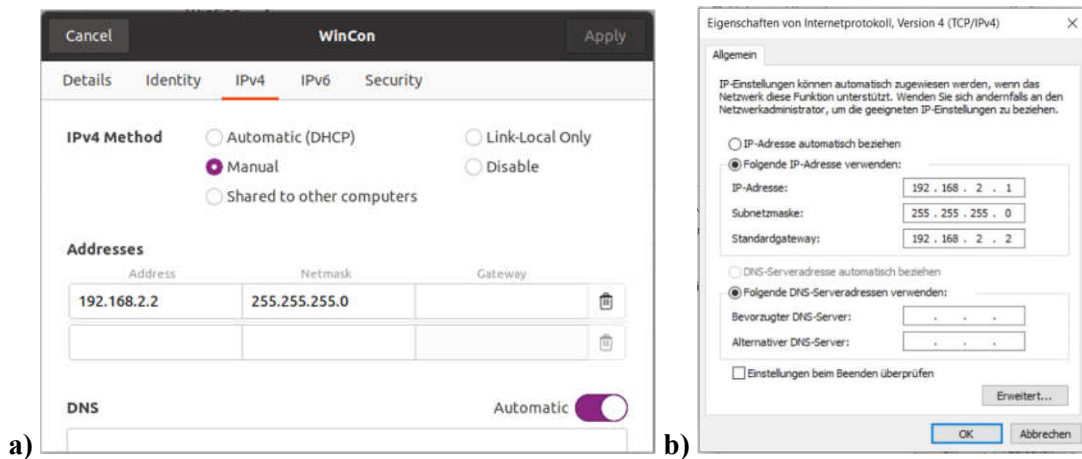 Cancel WinCon Apply
Details Identity IPv4 IPv6 Security
IPv4 Method Automatic (DHCP) Link-Local Only
Manual Disable
Shared to other computers
Addresses
Address Netmask Gateway
192.168.2.2 255.255.255.0
DNS Automatic
a)
Eigenschaften von Internetprotokoll, Version 4 (TCP/IPv4)
Allgemein
IP-Einstellungen können automatisch zugewiesen werden, wenn das
Netzwerk diese Funktion unterstützt. Wenden Sie sich andernfalls an den
Netzwerkadministrator, um die geeigneten IP-Einstellungen zu beziehen.
IP-Adresse automatisch beziehen
Folgende IP-Adresse verwenden:
IP-Adresse: 192 . 168 . 2 . 1
Subnetzmaske: 255 . 255 . 255 . 0
Standardgateway: 192 . 168 . 2 . 2
DNS-Serveradresse automatisch beziehen
Folgende DNS-Serveradressen verwenden:
Bevorzugter DNS-Server: . . .
Alternativer DNS-Server: . . .
Einstellungen beim Beenden überprüfen
Erweitert...
OK Abbrechen
b)